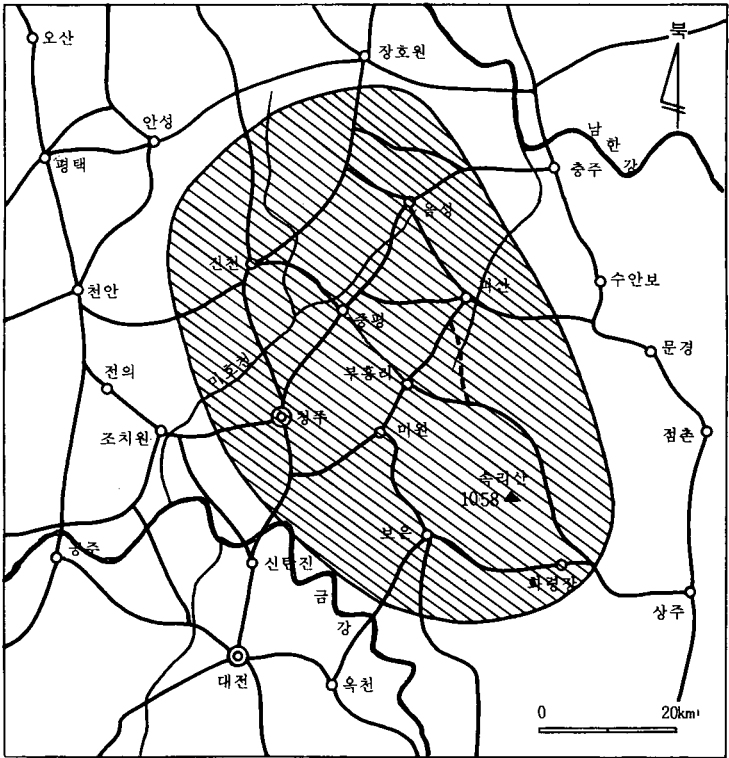 오산
북
장호원
안성
남한강
평택
충주
음성
진천
천안
괴산
수안보
증평
문경
전의
미호천
부흥리
청주
조치원
미원
점촌
속리산
1058
보은
공주
신탄진
화령장
금강
상주
대전
옥천
0 20km